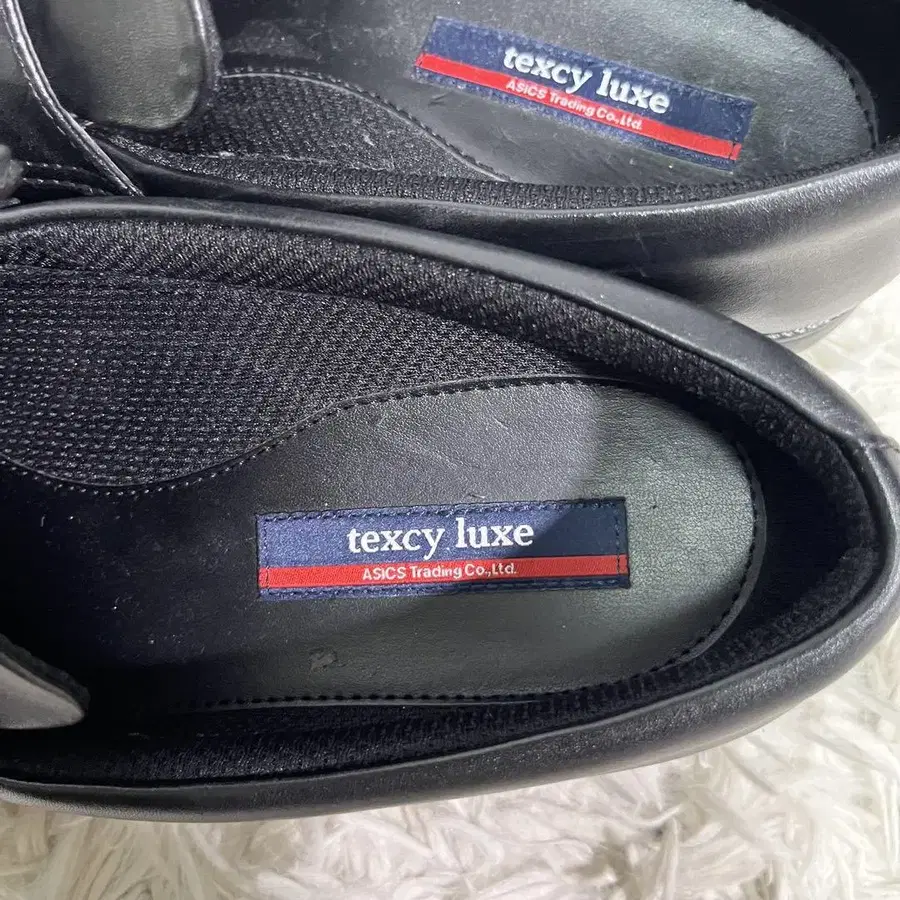 texcy luxe
ASICS Trading Co.,Ltd.
texcy luxe
ASICS Trading Co.,Ltd.